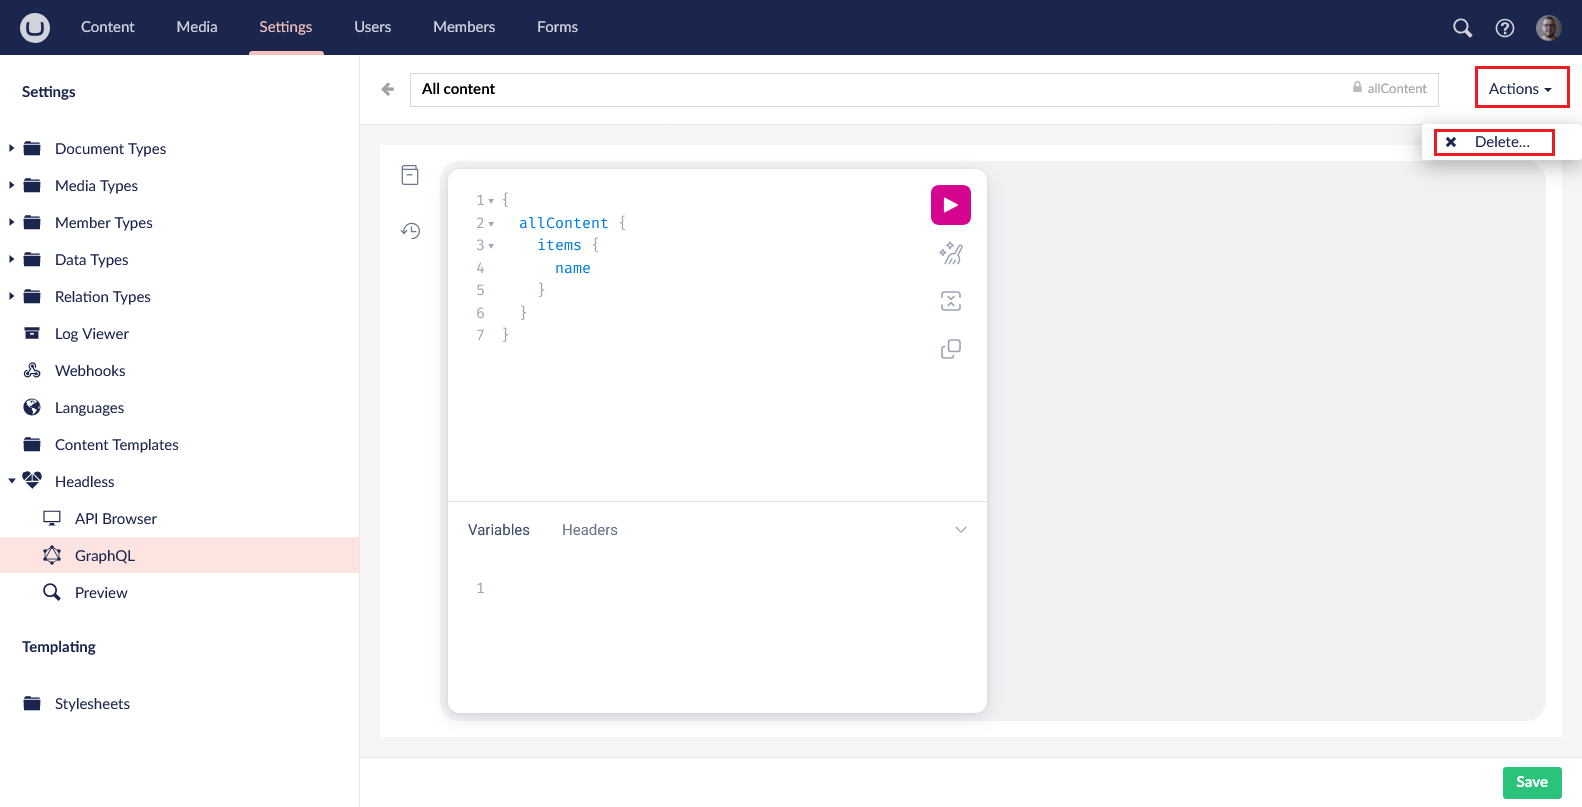 Content Media Settings Users Members Forms
Settings
Document Types
Media Types
Member Types
Data Types
Relation Types
Log Viewer
Webhooks
Languages
Content Templates
Headless
API Browser
GraphQL
Preview
Templating
Stylesheets
All content allContent
Actions
Delete...
1 {
2 allContent {
3 items {
4 name
5 }
6 }
7 }
Variables Headers
1
Save